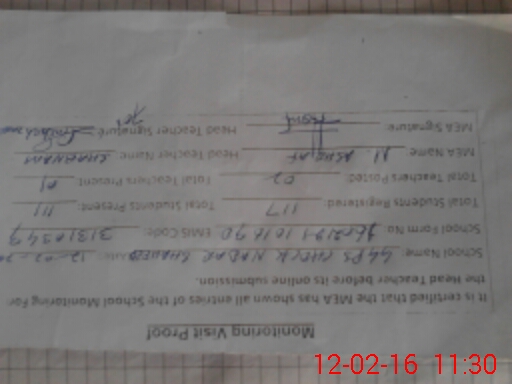 Monitoring Visit Proof
It is certified that the MEA has shown all entries of the School Monitoring for
the Head Teacher before its online submission.
School Name: GGPS CHECK NADAR
School Form No: EMIS Code: 31310349
Total Students Registered: 117 Total Students Present: 111
Total Teachers Posted: 02 Total Teachers Present: 01
MEA Name: M. Head Teacher Name: SHABNAM
MEA Signature: Head Teacher Signature:
12-02-16 11:30